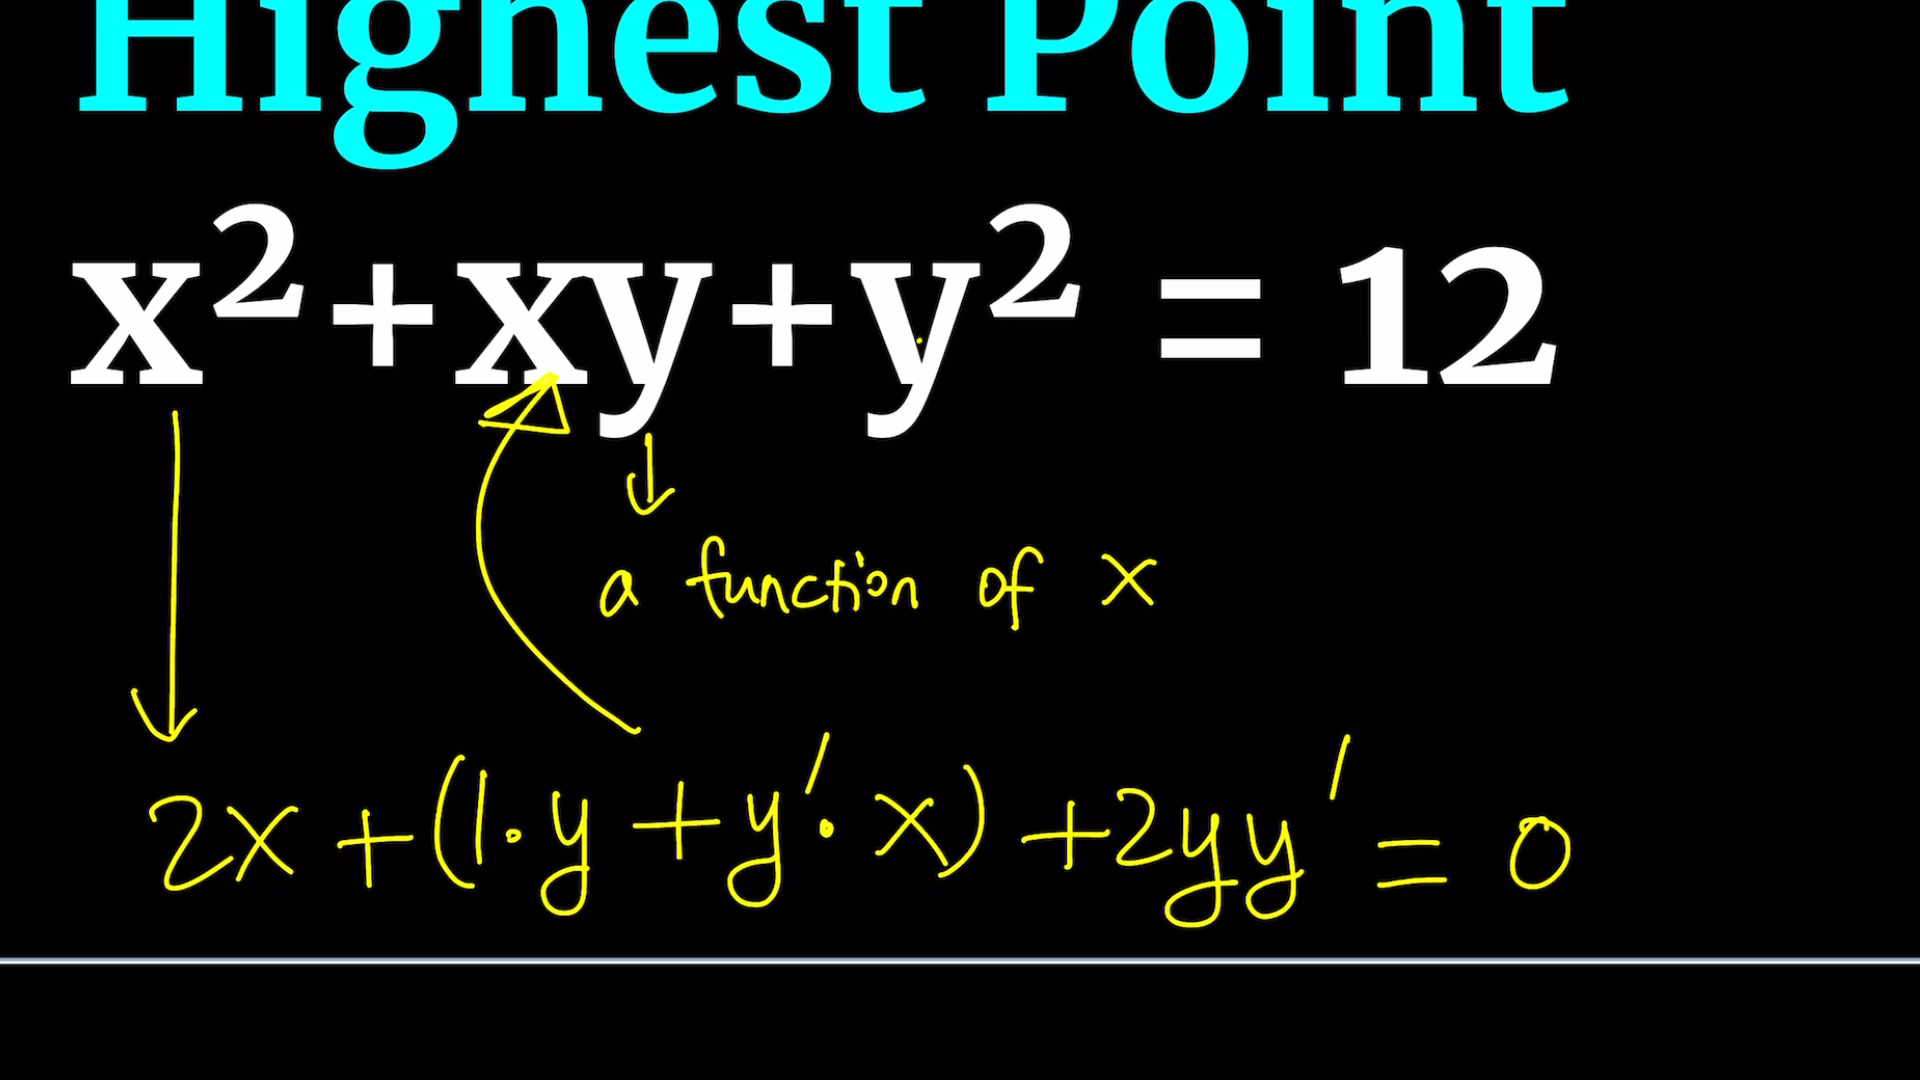 Highest Point
x²+xy+y² = 12
a function of x
2x + (1·y + y'·x) + 2yy' = 0